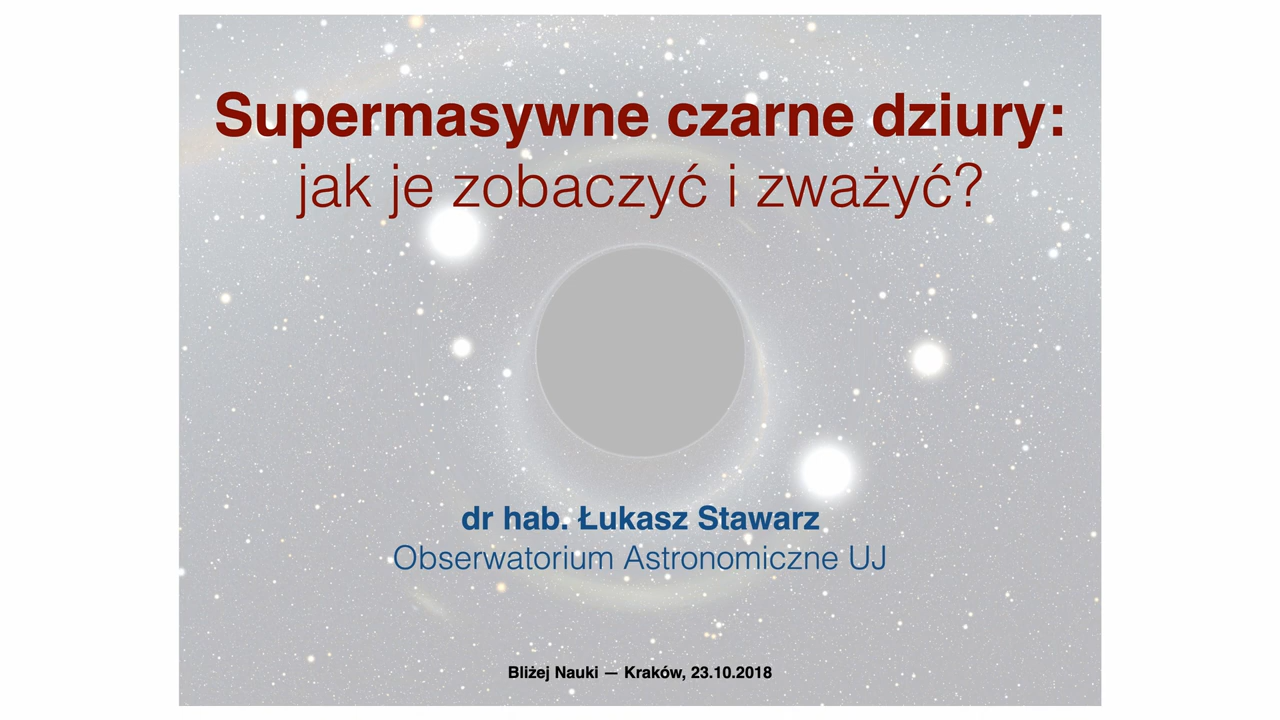 Supermasywne czarne dziury:
jak je zobaczyć i zważyć?
dr hab. Łukasz Stawarz
Obserwatorium Astronomiczne UJ
Bliżej Nauki — Kraków, 23.10.2018